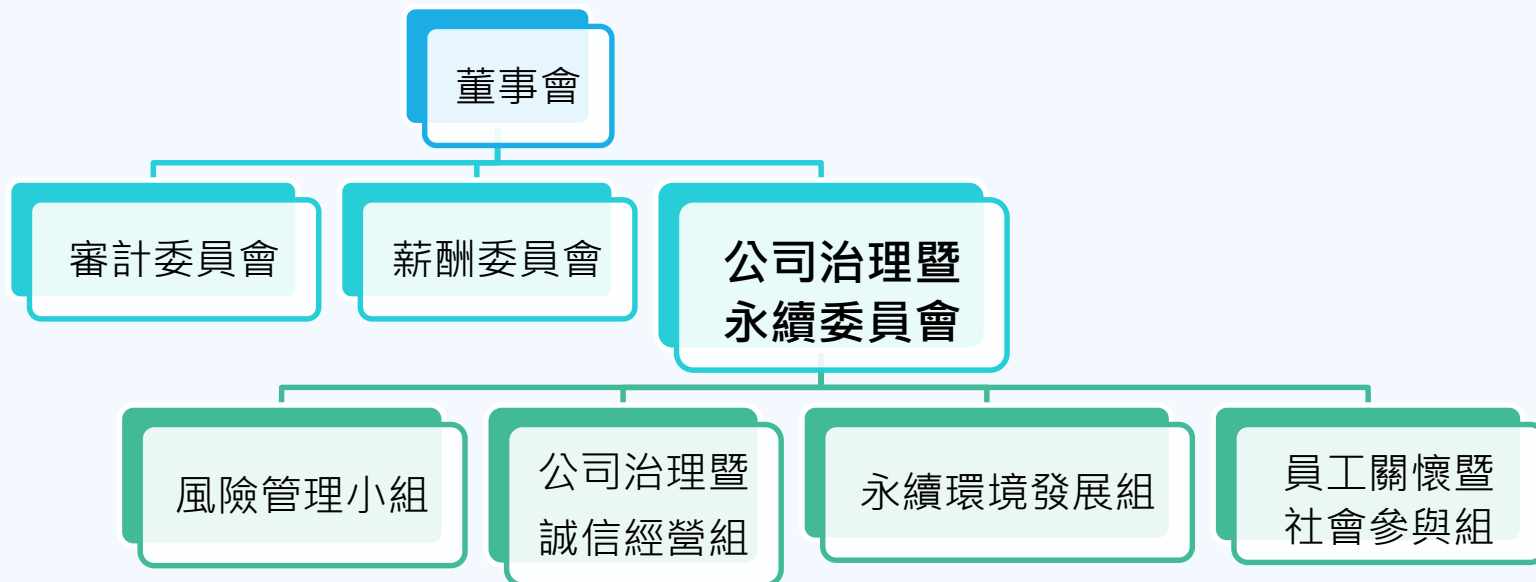 董事會
審計委員會
薪酬委員會
公司治理暨
永續委員會
風險管理小組
公司治理暨
誠信經營組
永續環境發展組
員工關懷暨
社會參與組